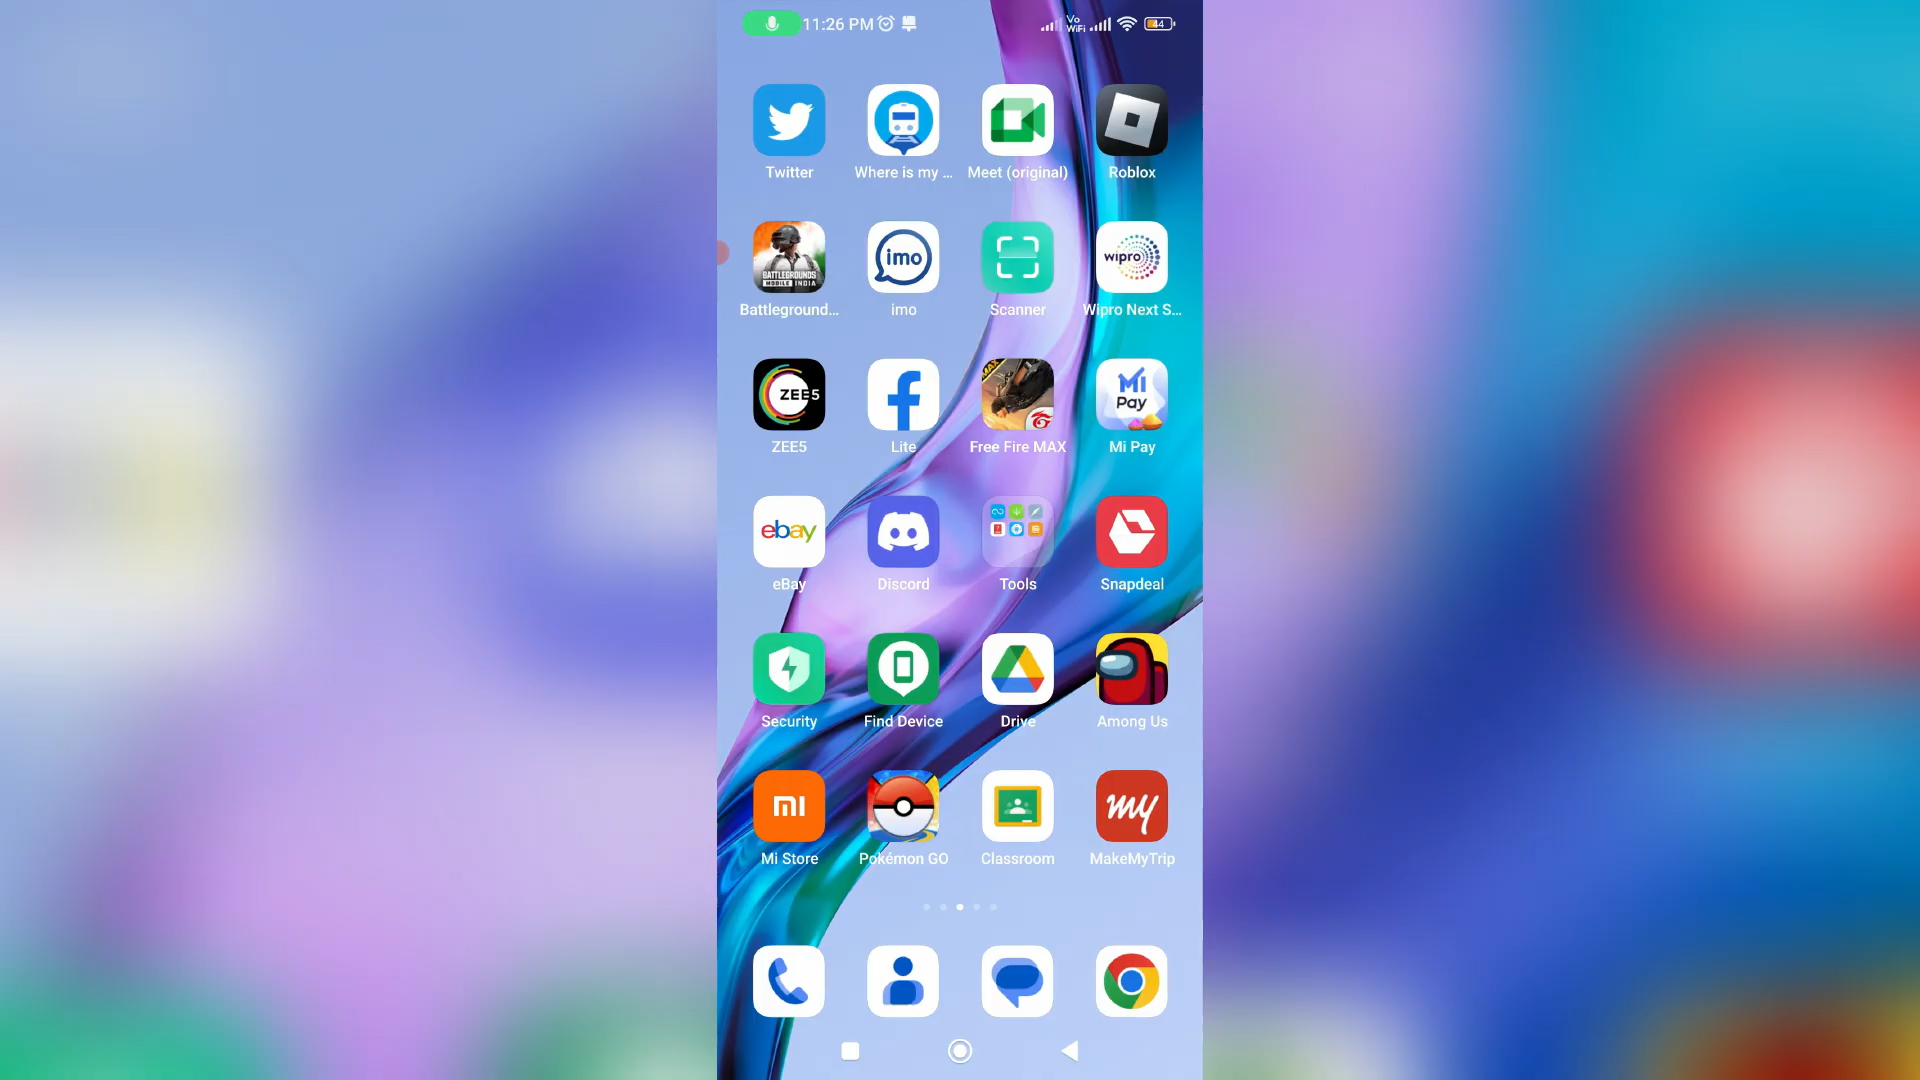 11:26 PM
Vo
WiFi
44
Twitter
Where is my ...
Meet (original)
Roblox
BATTLEGROUNDS
MOBILE INDIA
imo
wipro
Battleground...
imo
Scanner
Wipro Next S...
ZEE5
MAX
Mi
Pay
ZEE5
Lite
Free Fire MAX
Mi Pay
ebay
eBay
Discord
Tools
Snapdeal
Security
Find Device
Drive
Among Us
mi
my
Mi Store
Pokémon GO
Classroom
MakeMyTrip